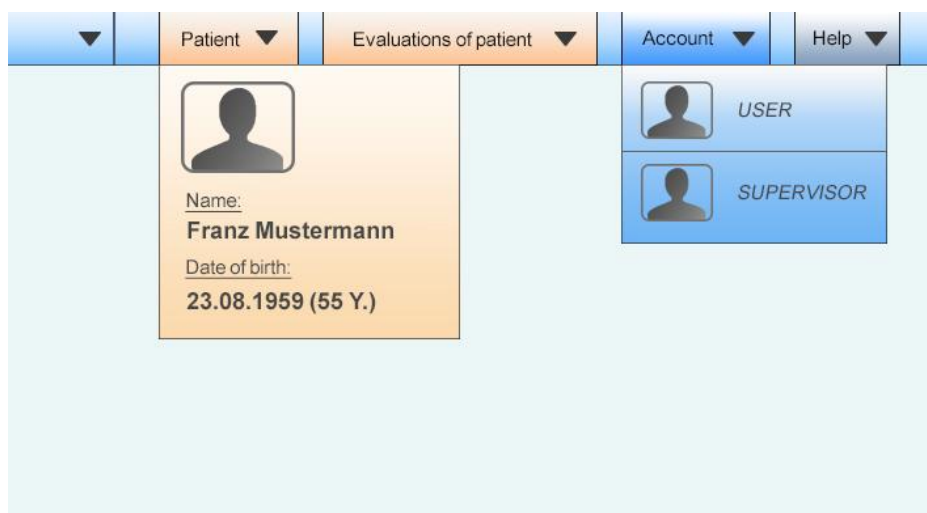 Patient
Evaluations of patient
Account
Help
Name:
Franz Mustermann
Date of birth:
23.08.1959 (55 Y.)
USER
SUPERVISOR